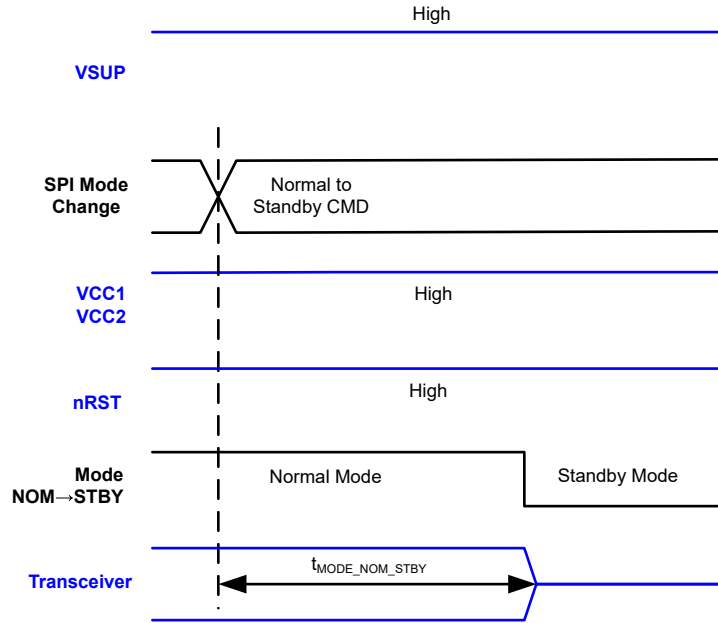 High
VSUP
SPI Mode
Change
Normal to
Standby CMD
VCC1
VCC2
High
nRST
High
Mode
NOM→STBY
Normal Mode
Standby Mode
Transceiver
tMODE_NOM_STBY